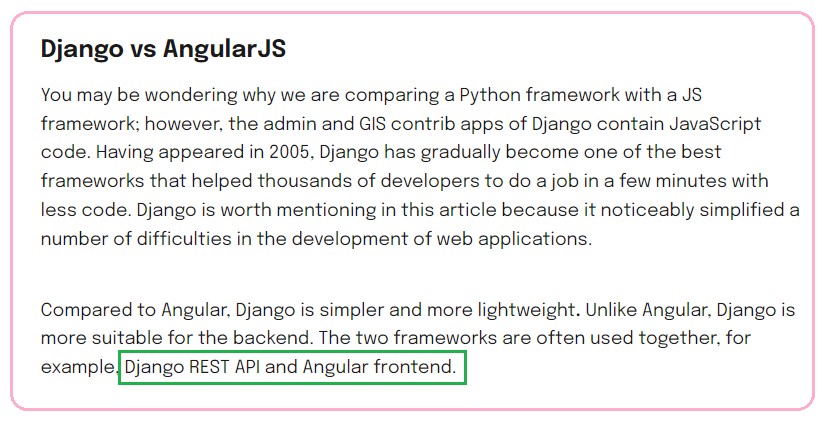 Django vs AngularJS
You may be wondering why we are comparing a Python framework with a JS
framework; however, the admin and GIS contrib apps of Django contain JavaScript
code. Having appeared in 2005, Django has gradually become one of the best
frameworks that helped thousands of developers to do a job in a few minutes with
less code. Django is worth mentioning in this article because it noticeably simplified a
number of difficulties in the development of web applications.
Compared to Angular, Django is simpler and more lightweight. Unlike Angular, Django is
more suitable for the backend. The two frameworks are often used together, for
example, Django REST API and Angular frontend.